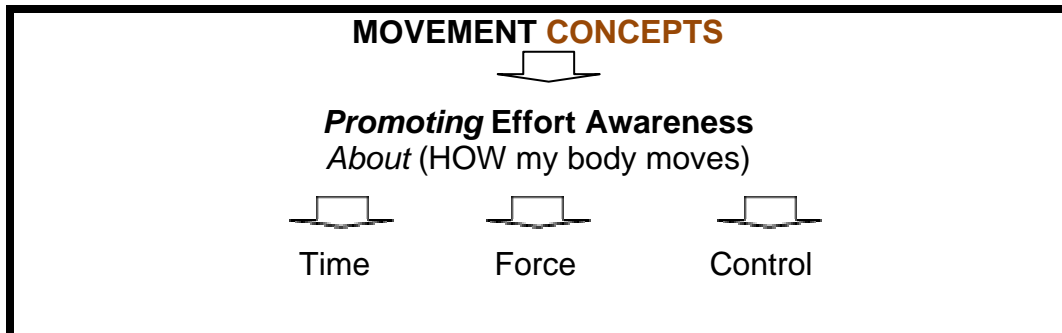 MOVEMENT CONCEPTS
Promoting Effort Awareness
About (HOW my body moves)
Time Force Control